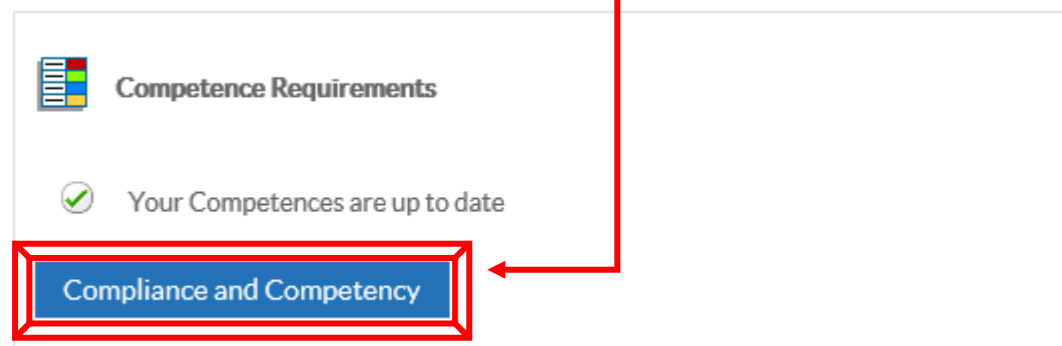 Competence Requirements
Your Competences are up to date
Compliance and Competency